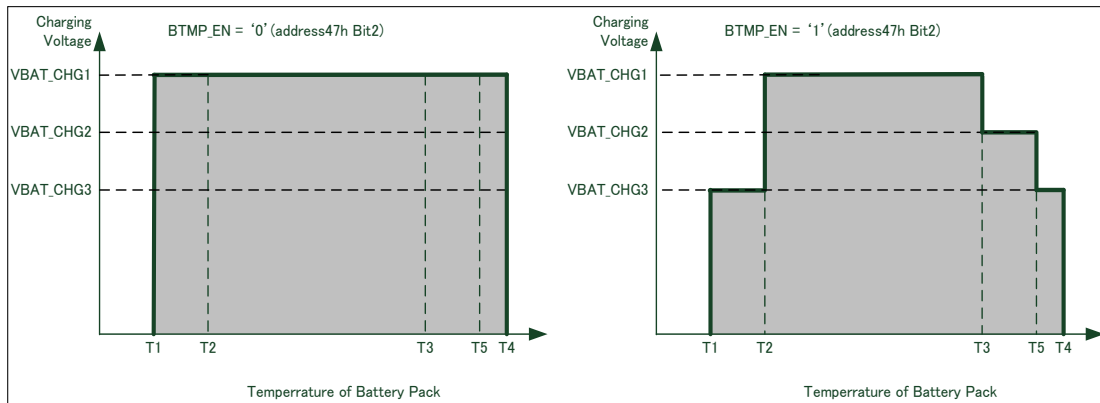 Charging
Voltage
BTMP_EN = ‘0’(address47h Bit2)
VBAT_CHG1
VBAT_CHG2
VBAT_CHG3
T1
T2
T3
T5
T4
Temperrature of Battery Pack
Charging
Voltage
BTMP_EN = ‘1’(address47h Bit2)
VBAT_CHG1
VBAT_CHG2
VBAT_CHG3
T1
T2
T3
T5
T4
Temperrature of Battery Pack